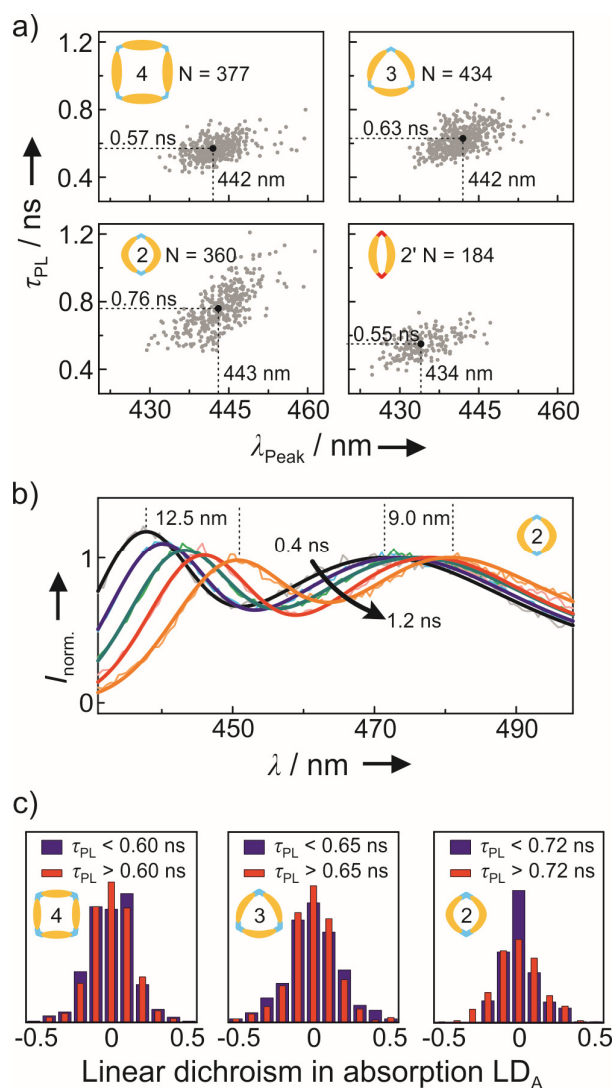 a)
1.2
0.8
0.4
τPL / ns
4 N = 377
0.57 ns
442 nm
3 N = 434
0.63 ns
442 nm
2 N = 360
0.76 ns
443 nm
2' N = 184
0.55 ns
434 nm
1.2
0.8
0.4
430 445 460 430 445 460
λPeak / nm
b)
12.5 nm 9.0 nm
2
0.4 ns
1.2 ns
1
0
Inorm.
450 470 490
λ / nm
c)
τPL < 0.60 ns
τPL > 0.60 ns
4
τPL < 0.65 ns
τPL > 0.65 ns
3
τPL < 0.72 ns
τPL > 0.72 ns
2
-0.5 0 0.5 -0.5 0 0.5 -0.5 0 0.5
Linear dichroism in absorption LDA